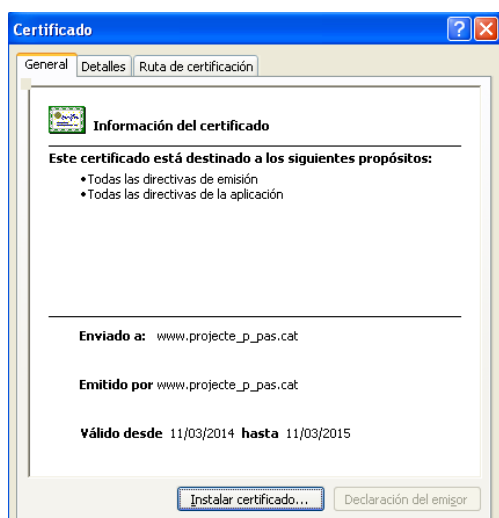 Certificado
?
X
General Detalles Ruta de certificación
Información del certificado
Este certificado está destinado a los siguientes propósitos:
•Todas las directivas de emisión
•Todas las directivas de la aplicación
Enviado a: www.projecte_p_pas.cat
Emitido por www.projecte_p_pas.cat
Válido desde 11/03/2014 hasta 11/03/2015
Instalar certificado... Declaración del emisor